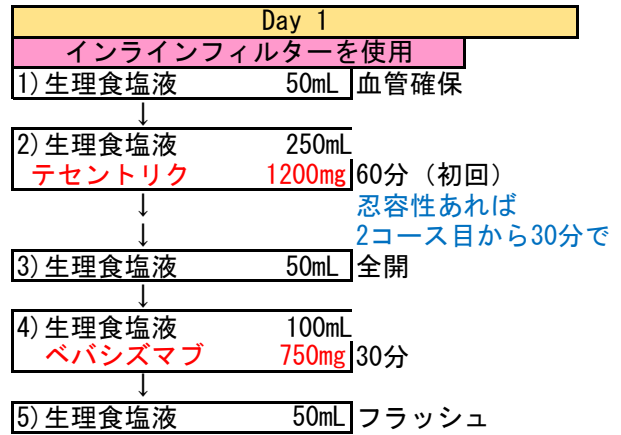 Day 1
インラインフィルターを使用
1)生理食塩液 50mL 血管確保
↓
2)生理食塩液 250mL
テセントリク 1200mg 60分（初回）
↓ 忍容性あれば
↓ 2コース目から30分で
3)生理食塩液 50mL 全開
↓
4)生理食塩液 100mL
ベバシズマブ 750mg 30分
↓
5)生理食塩液 50mL フラッシュ